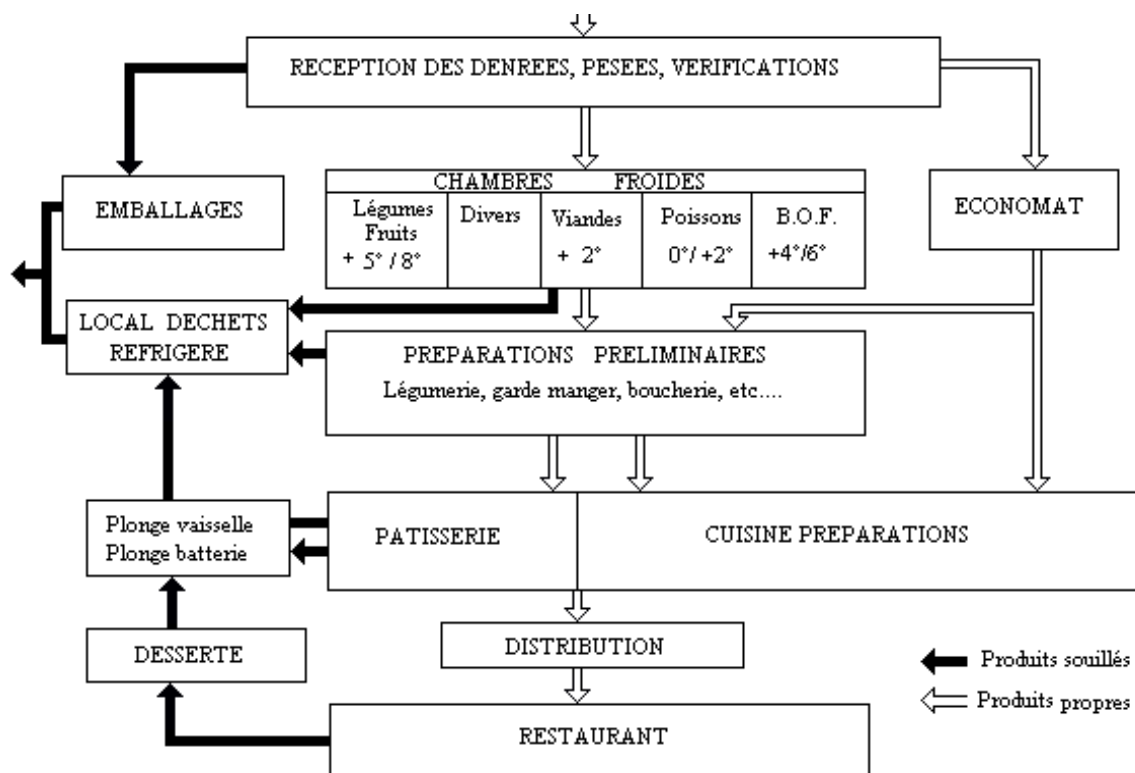 RECEPTION DES DENREES, PESEES, VERIFICATIONS
EMBALLAGES
CHAMBRES FROIDES
Légumes
Fruits
+ 5° / 8°
Divers
Viandes
+ 2°
Poissons
0°/ +2°
B.O.F.
+4°/6°
ECONOMAT
LOCAL DECHETS
REFRIGERE
PREPARATIONS PRELIMINAIRES
Légumerie, garde manger, boucherie, etc....
Plonge vaisselle
Plonge batterie
PATISSERIE
CUISINE PREPARATIONS
DESSERTE
DISTRIBUTION
Produits souillés
Produits propres
RESTAURANT